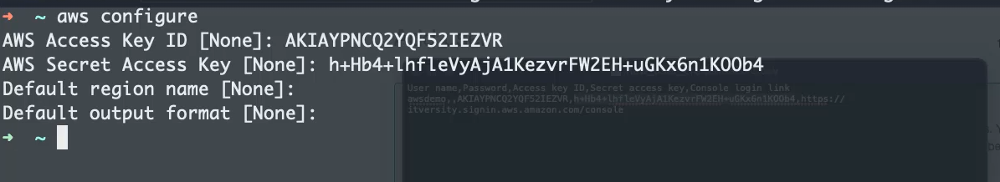 ➜ ~ aws configure
AWS Access Key ID [None]: AKIAYPNCQ2YQF52IEZVR
AWS Secret Access Key [None]: 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
Default region name [None]:
Default output format [None]:
➜ ~
User name,Password,Access key ID,Secret access key,Console login link
awsdemo,,AKIAYPNCQ2YQF52IEZVR,h+Hb4+lhfleVyAjA1KezvrFW2EH+uGKx6n1KOOb4,https://
itversity.signin.aws.amazon.com/console